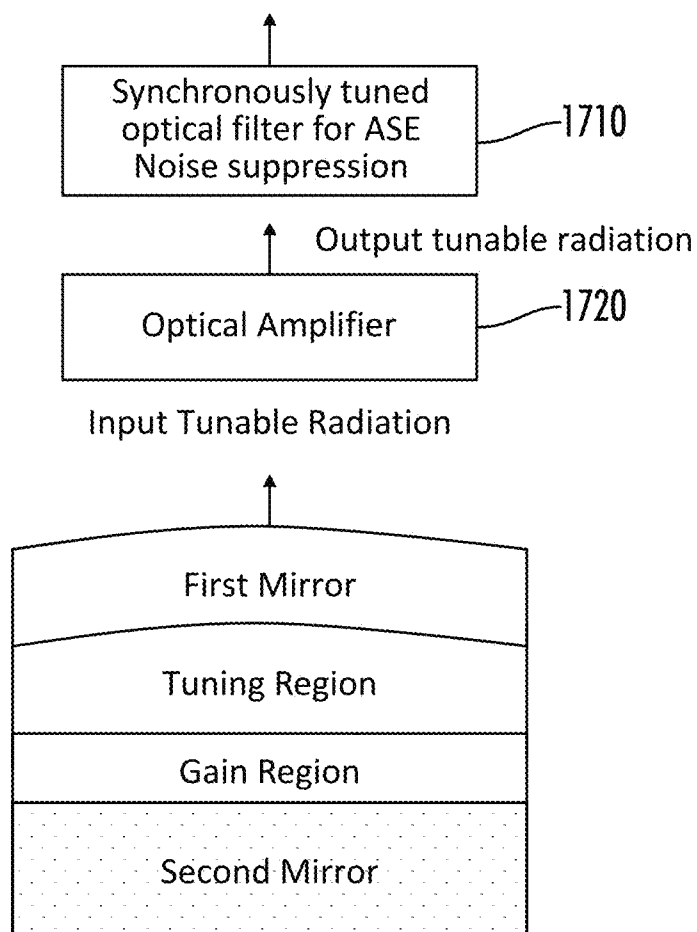 Synchronously tuned
optical filter for ASE
Noise suppression
1710
Output tunable radiation
Optical Amplifier
1720
Input Tunable Radiation
First Mirror
Tuning Region
Gain Region
Second Mirror